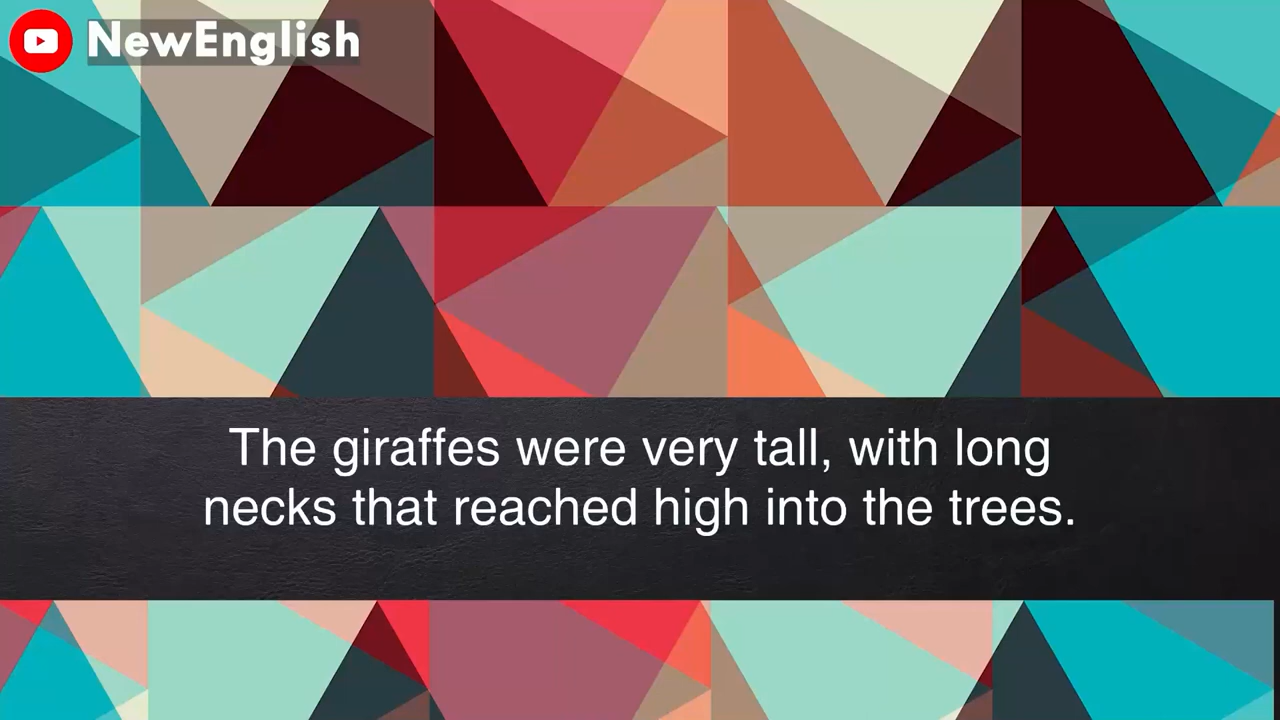 NewEnglish
The giraffes were very tall, with long
necks that reached high into the trees.